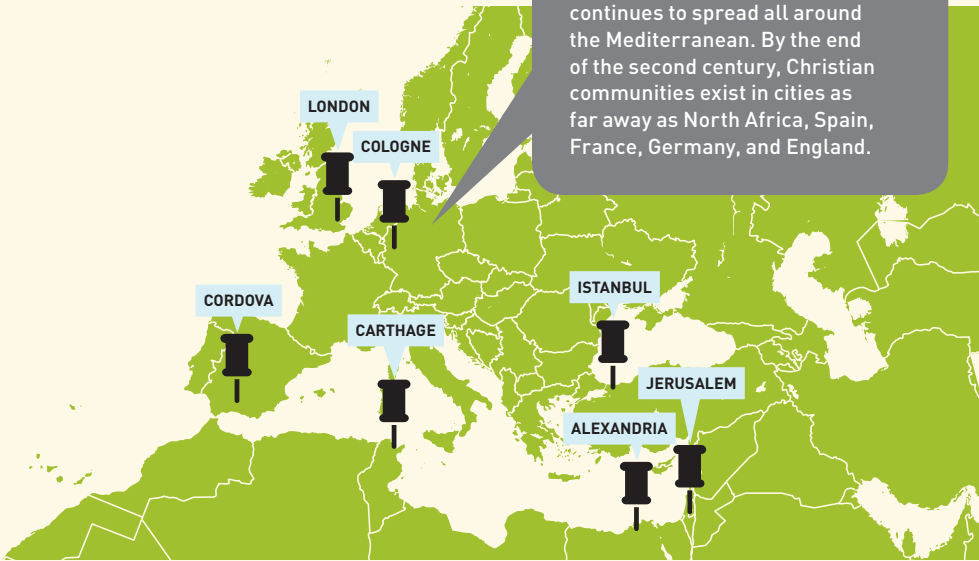 continues to spread all around
the Mediterranean. By the end
of the second century, Christian
communities exist in cities as
far away as North Africa, Spain,
France, Germany, and England.
LONDON
COLOGNE
CORDOVA
CARTHAGE
ISTANBUL
JERUSALEM
ALEXANDRIA